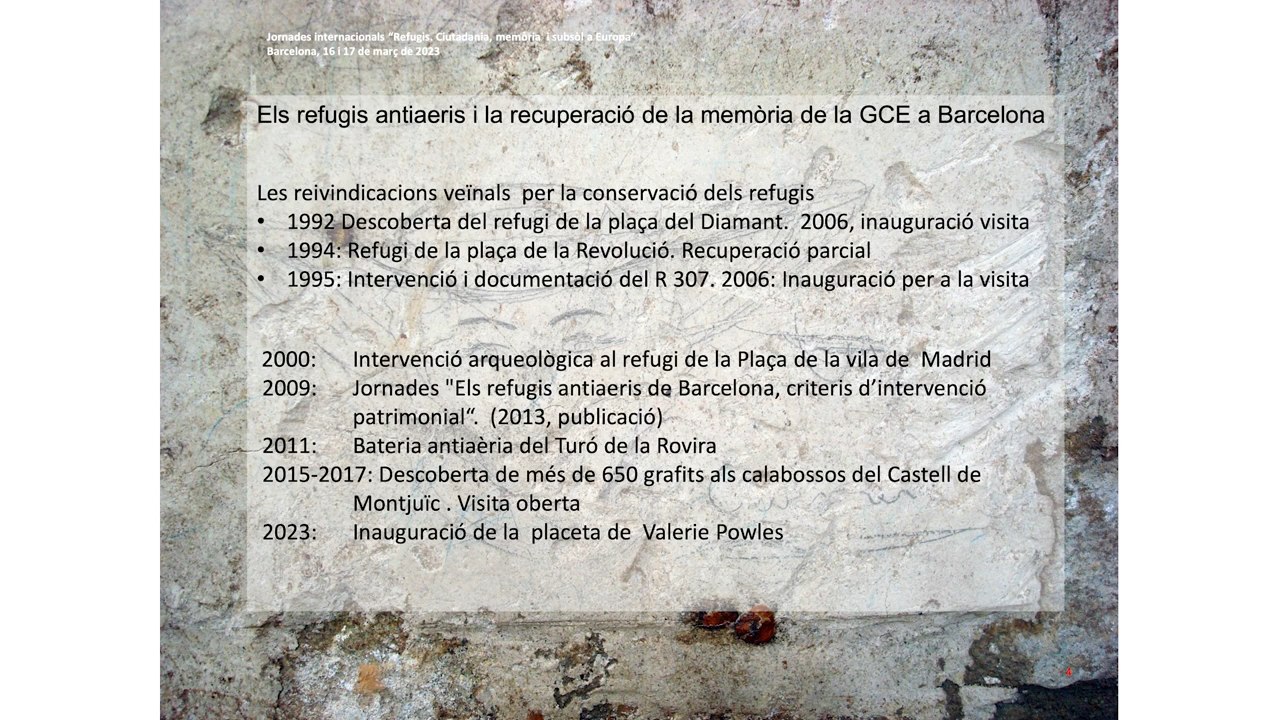 Jornades internacionals “Refugis. Ciutadania, memòria i subsòl a Europa”
Barcelona, 16 i 17 de març de 2023
Els refugis antiaeris i la recuperació de la memòria de la GCE a Barcelona
Les reivindicacions veïnals per la conservació dels refugis
• 1992 Descoberta del refugi de la plaça del Diamant. 2006, inauguració visita
• 1994: Refugi de la plaça de la Revolució. Recuperació parcial
• 1995: Intervenció i documentació del R 307. 2006: Inauguració per a la visita
2000: Intervenció arqueològica al refugi de la Plaça de la vila de Madrid
2009: Jornades "Els refugis antiaeris de Barcelona, criteris d’intervenció
patrimonial“. (2013, publicació)
2011: Bateria antiaèria del Turó de la Rovira
2015-2017: Descoberta de més de 650 grafits als calabossos del Castell de
Montjuïc . Visita oberta
2023: Inauguració de la placeta de Valerie Powles
4